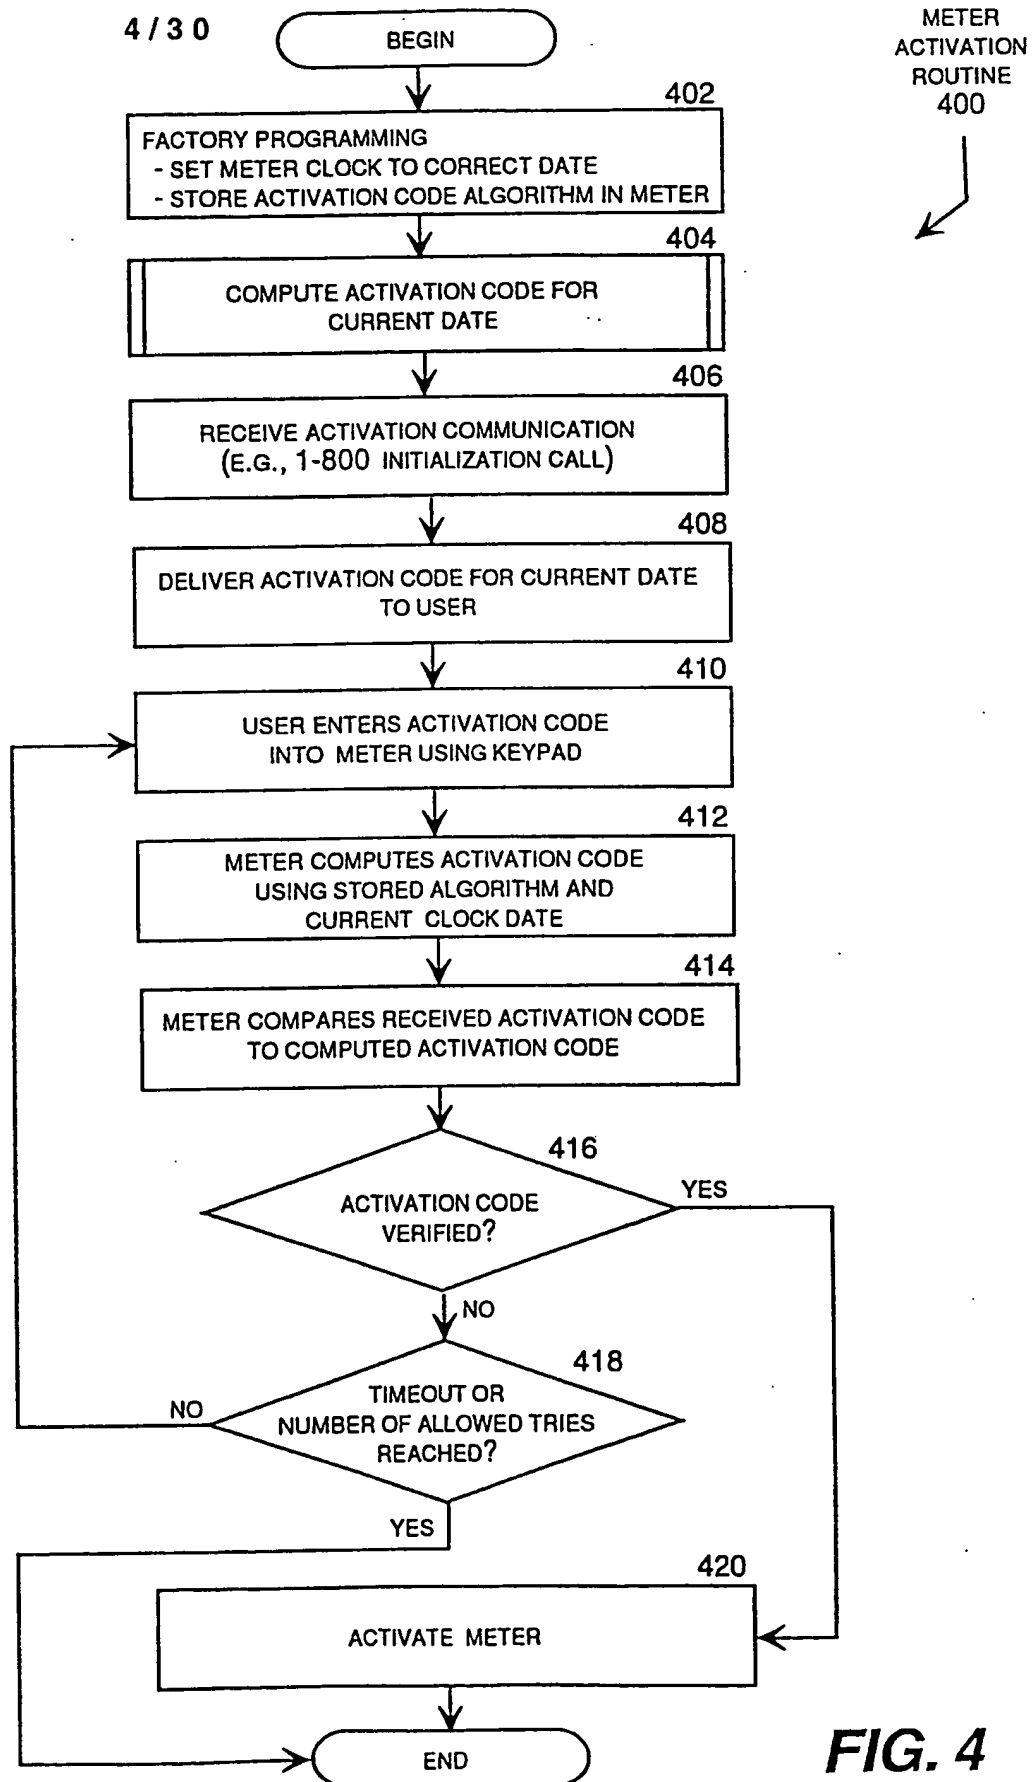 4/30
BEGIN
METER
ACTIVATION
ROUTINE
400
402
FACTORY PROGRAMMING
- SET METER CLOCK TO CORRECT DATE
- STORE ACTIVATION CODE ALGORITHM IN METER
404
COMPUTE ACTIVATION CODE FOR
CURRENT DATE
406
RECEIVE ACTIVATION COMMUNICATION
(E.G., 1-800 INITIALIZATION CALL)
408
DELIVER ACTIVATION CODE FOR CURRENT DATE
TO USER
410
USER ENTERS ACTIVATION CODE
INTO METER USING KEYPAD
412
METER COMPUTES ACTIVATION CODE
USING STORED ALGORITHM AND
CURRENT CLOCK DATE
414
METER COMPARES RECEIVED ACTIVATION CODE
TO COMPUTED ACTIVATION CODE
416
ACTIVATION CODE
VERIFIED?
YES
NO
418
TIMEOUT OR
NUMBER OF ALLOWED TRIES
REACHED?
NO
YES
420
ACTIVATE METER
END
FIG. 4